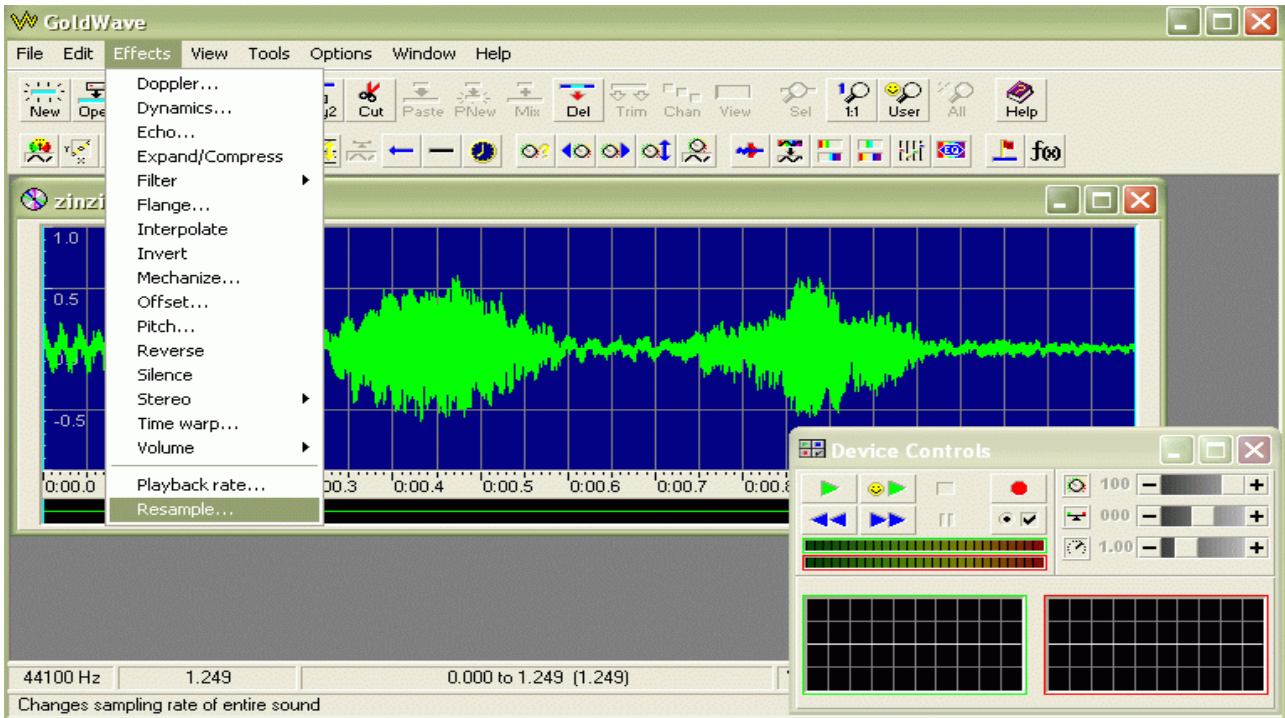 GoldWave
File Edit Effects View Tools Options Window Help
New Ope y2 Cut Paste PNew Mix Del Trim Chan View Sel 1:1 User All Help
EQ f(x)
zinzi
Doppler...
Dynamics...
Echo...
Expand/Compress
Filter
Flange...
Interpolate
Invert
Mechanize...
Offset...
Pitch...
Reverse
Silence
Stereo
Time warp...
Volume
Playback rate...
Resample...
1.0
0.5
-0.5
0:00.0 00.3 0:00.4 0:00.5 0:00.6 0:00.7 0:00.8
Device Controls
100
000
1.00
44100 Hz 1.249 0.000 to 1.249 (1.249)
Changes sampling rate of entire sound